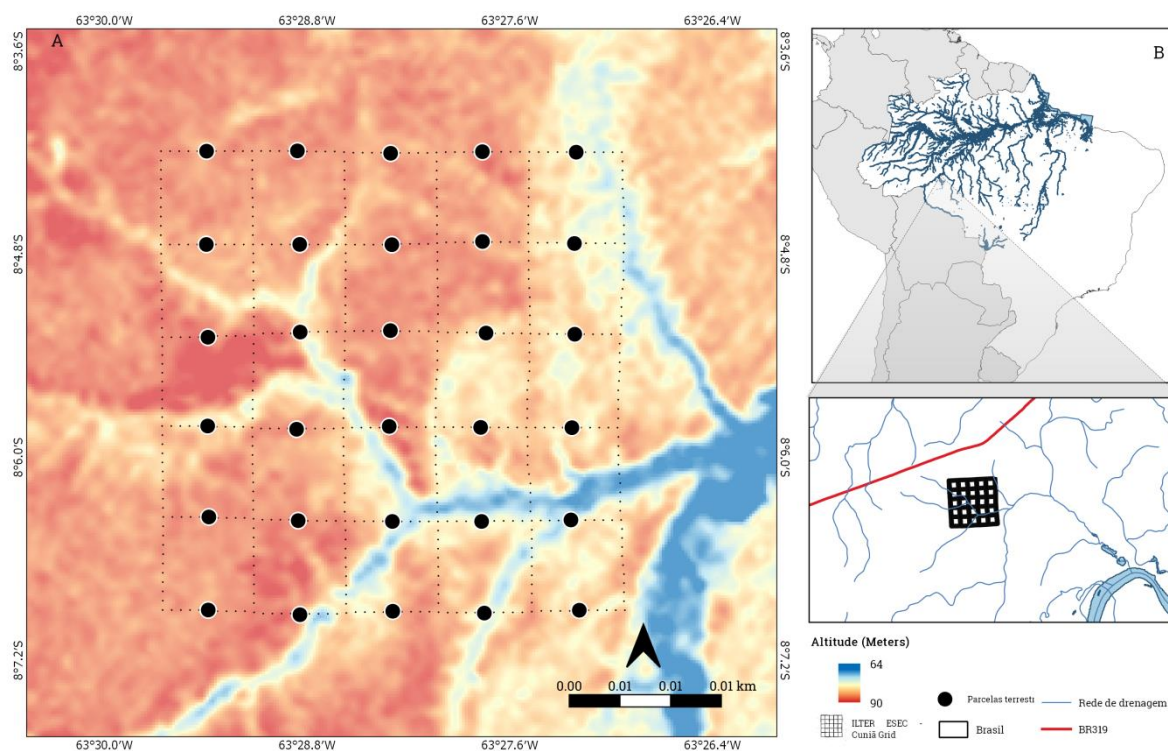 63°30.0'W 63°28.8'W 63°27.6'W 63°26.4'W
A
B
8°3.6'S 8°3.6'S
8°4.8'S 8°4.8'S
8°6.0'S 8°6.0'S
8°7.2'S 8°7.2'S
0.00 0.01 0.01 0.01 km
63°30.0'W 63°28.8'W 63°27.6'W 63°26.4'W
Altitude (Meters)
64
90
Parcelas terresti
Rede de drenagem
ILTER ESEC -
Cuniã Grid
Brasil
BR319